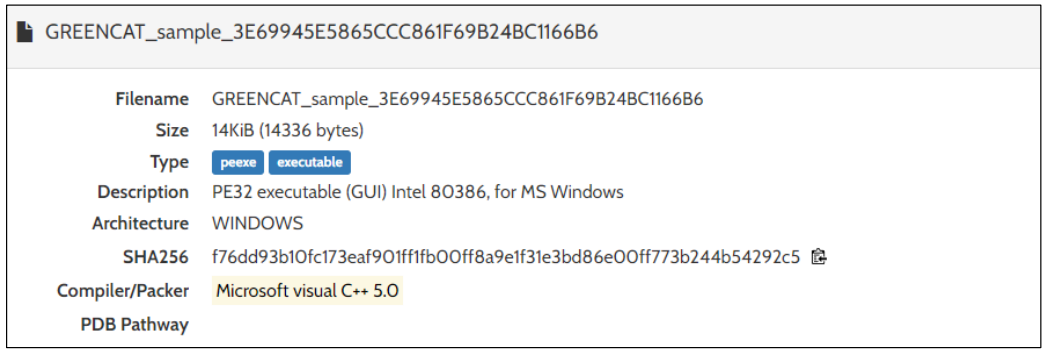 GREENCAT_sample_3E69945E5865CCC861F69B24BC1166B6
Filename GREENCAT_sample_3E69945E5865CCC861F69B24BC1166B6
Size 14KiB (14336 bytes)
Type peexe executable
Description PE32 executable (GUI) Intel 80386, for MS Windows
Architecture WINDOWS
SHA256 f76dd93b10fc173eaf901ff1fb00ff8a9e1f31e3bd86e00ff773b244b54292c5
Compiler/Packer Microsoft visual C++ 5.0
PDB Pathway